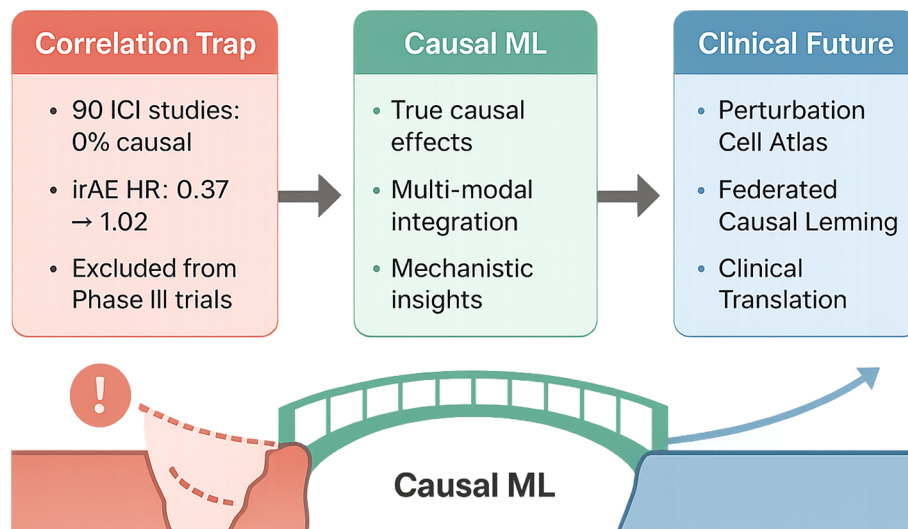 Correlation Trap
• 90 ICI studies:
0% causal
• irAE HR: 0.37
→ 1.02
• Excluded from
Phase III trials
Causal ML
• True causal
effects
• Multi-modal
integration
• Mechanistic
insights
Clinical Future
• Perturbation
Cell Atlas
• Federated
Causal Lemming
• Clinical
Translation
!
Causal ML